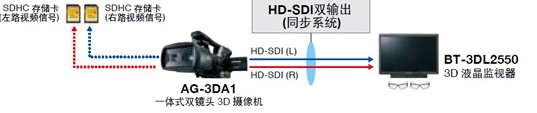 SDHC 存储卡
(左路视频信号)
SDHC 存储卡
(右路视频信号)
HD-SDI双输出
(同步系统)
HD-SDI (L)
HD-SDI (R)
AG-3DA1
一体式双镜头 3D 摄像机
BT-3DL2550
3D 液晶监视器